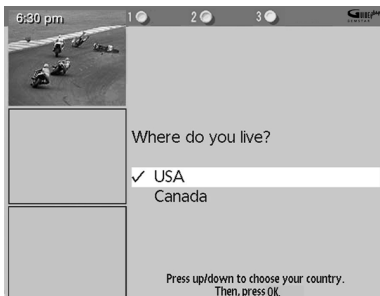 6:30 pm
1
2
3
Where do you live?
✓ USA
Canada
Press up/down to choose your country.
Then, press OK.